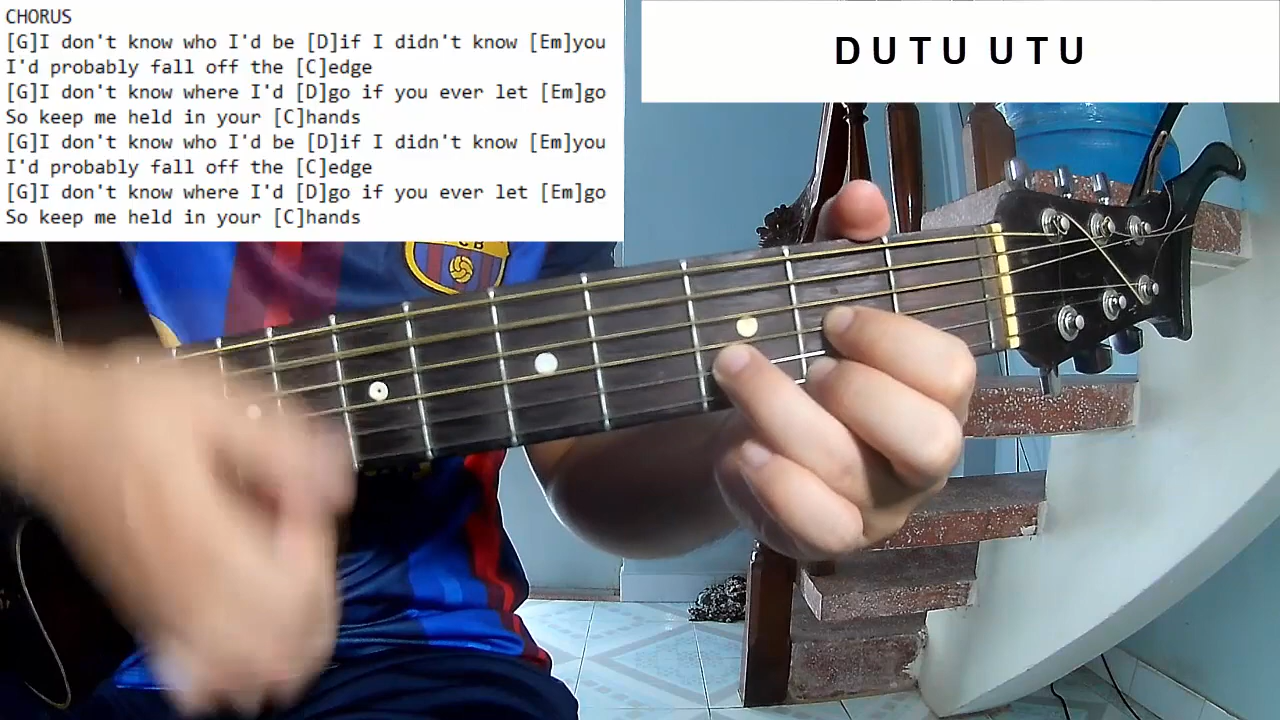 CHORUS
[G]I don't know who I'd be [D]if I didn't know [Em]you
I'd probably fall off the [C]edge
[G]I don't know where I'd [D]go if you ever let [Em]go
So keep me held in your [C]hands
[G]I don't know who I'd be [D]if I didn't know [Em]you
I'd probably fall off the [C]edge
[G]I don't know where I'd [D]go if you ever let [Em]go
So keep me held in your [C]hands
D U T U U T U